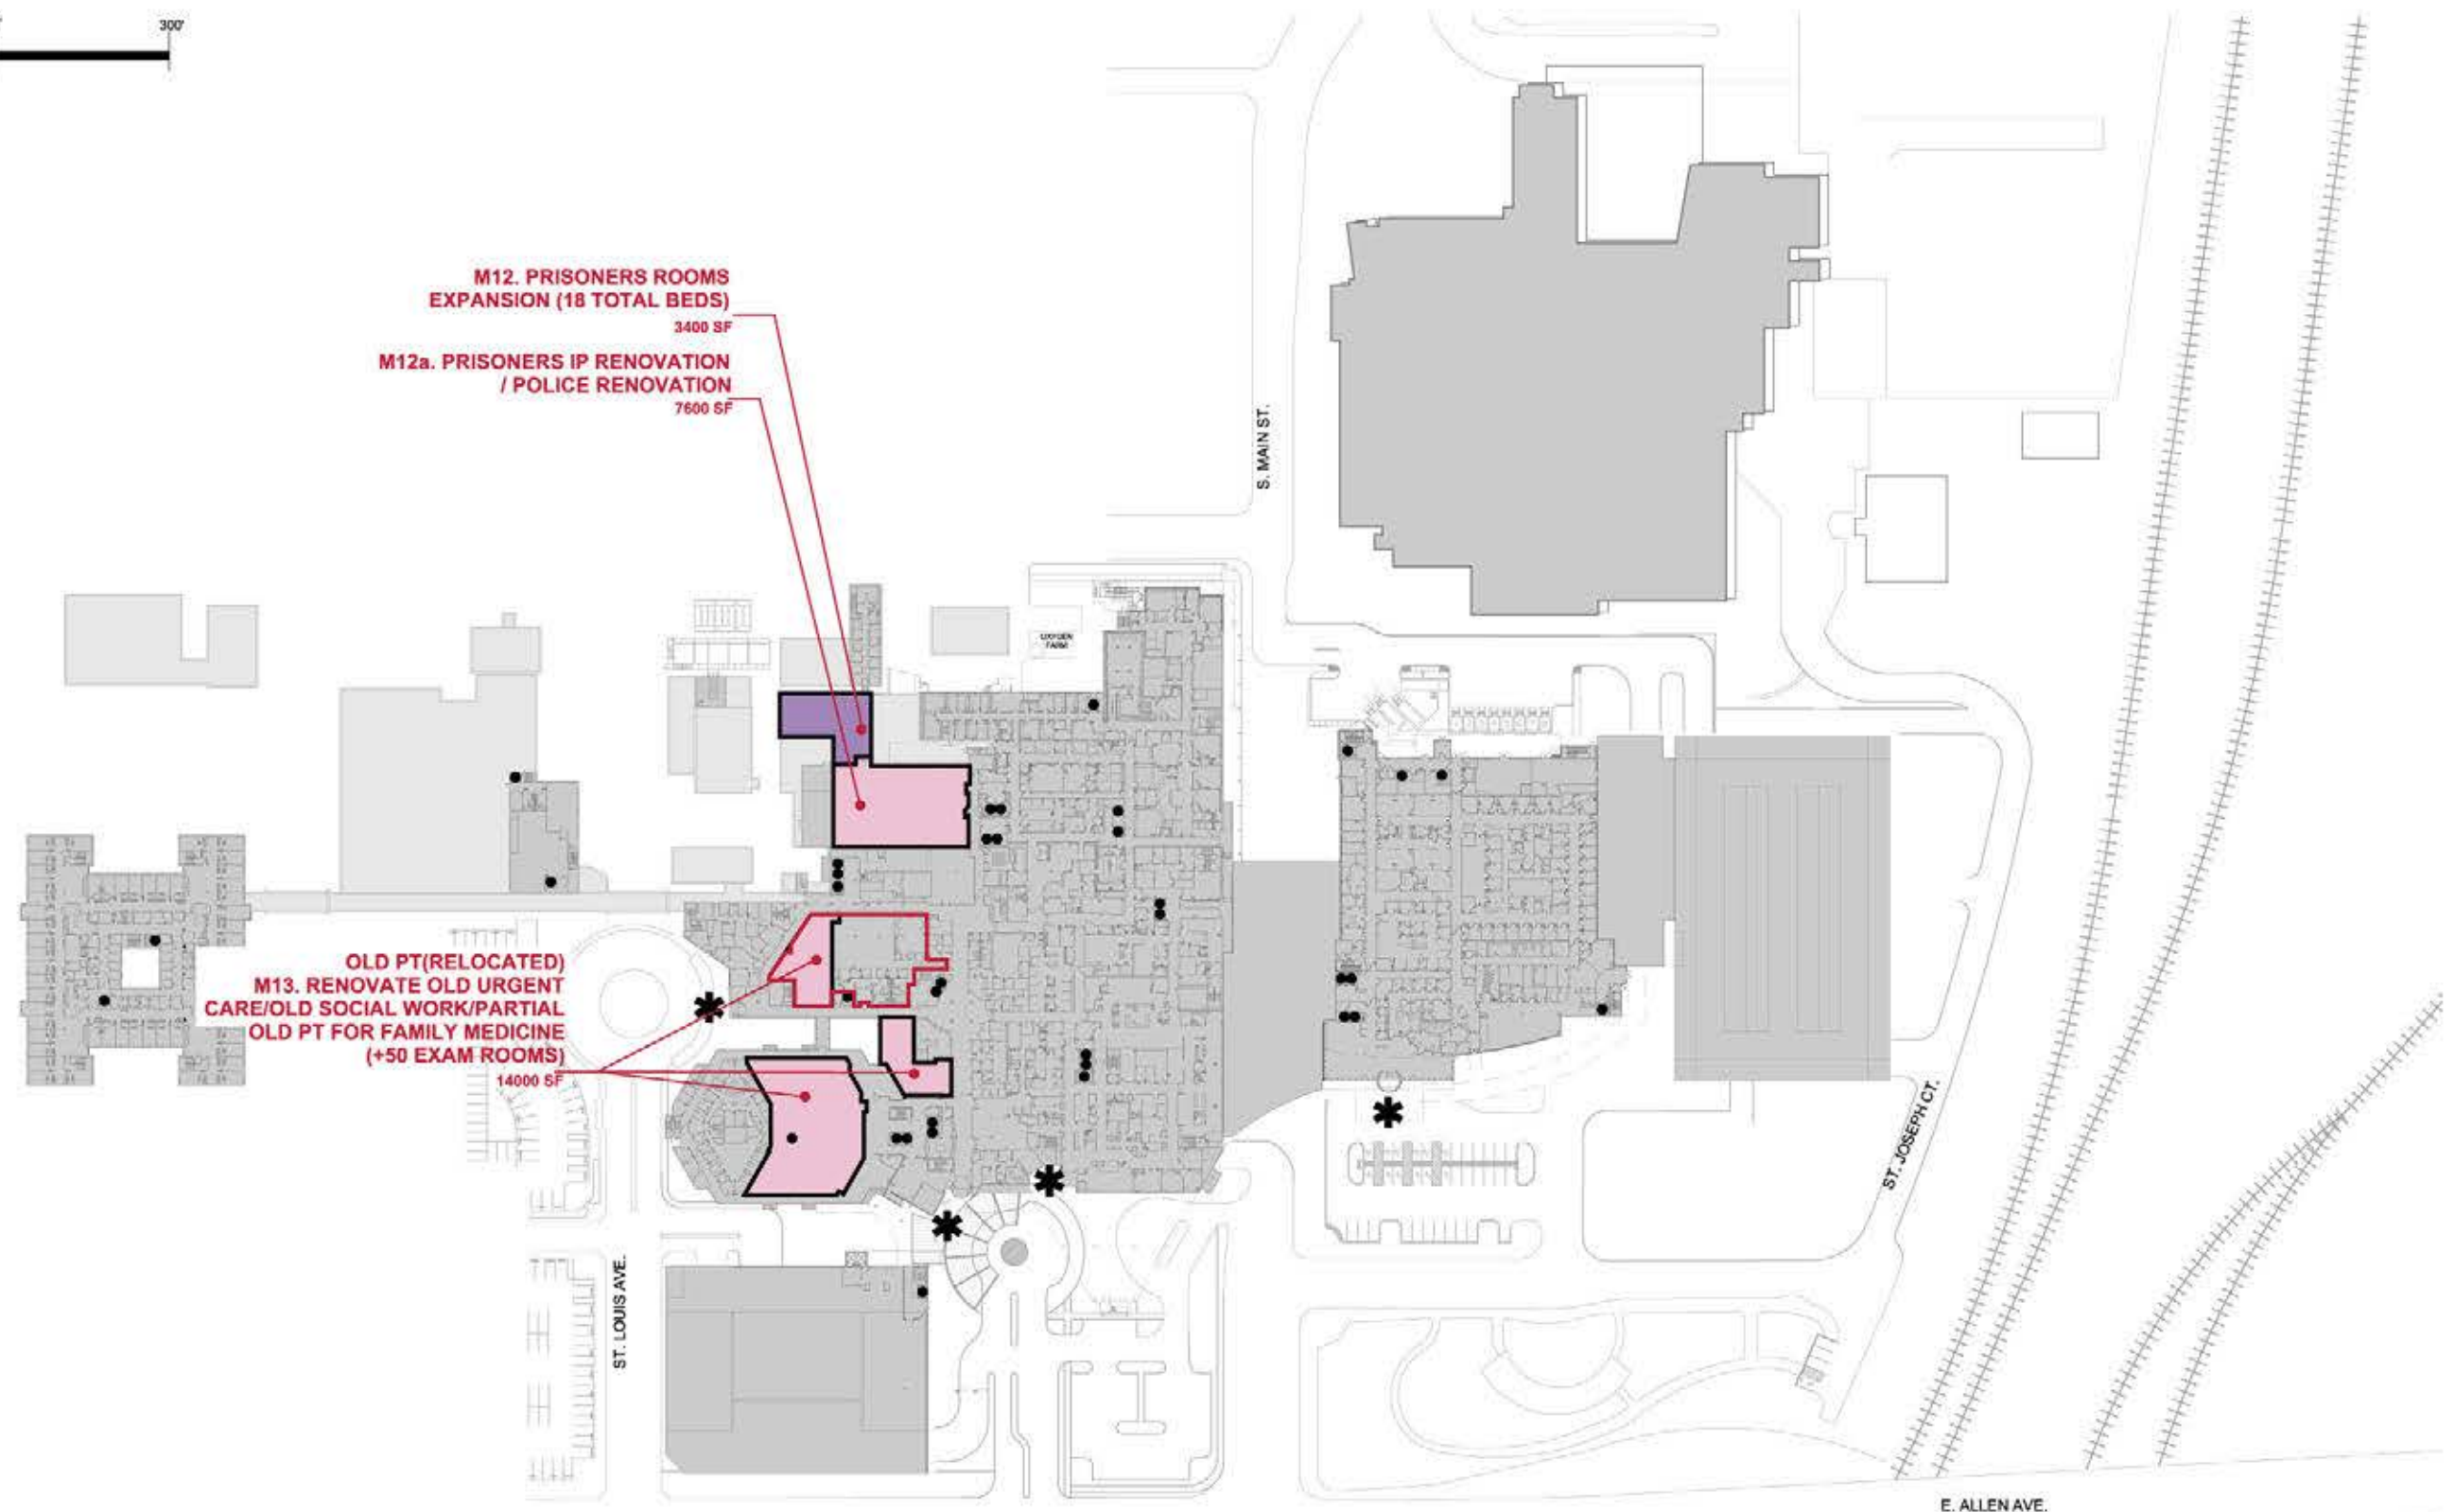 300'
M12. PRISONERS ROOMS
EXPANSION (18 TOTAL BEDS)
3400 SF
M12a. PRISONERS IP RENOVATION
/ POLICE RENOVATION
7600 SF
S. MAIN ST.
OXYGEN
FARM
OLD PT(RELOCATED)
M13. RENOVATE OLD URGENT
CARE/OLD SOCIAL WORK/PARTIAL
OLD PT FOR FAMILY MEDICINE
(+50 EXAM ROOMS)
14000 SF
ST. JOSEPH CT.
ST. LOUIS AVE.
E. ALLEN AVE.